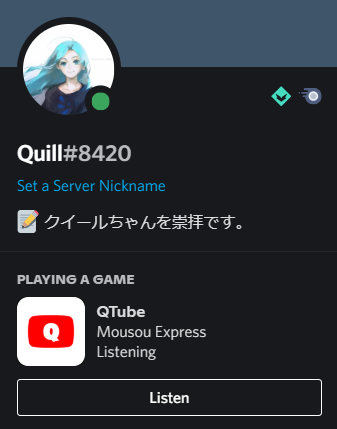 Quill#8420
Set a Server Nickname
📝 クイールちゃんを崇拝です。
PLAYING A GAME
Q
QTube
Mousou Express
Listening
Listen